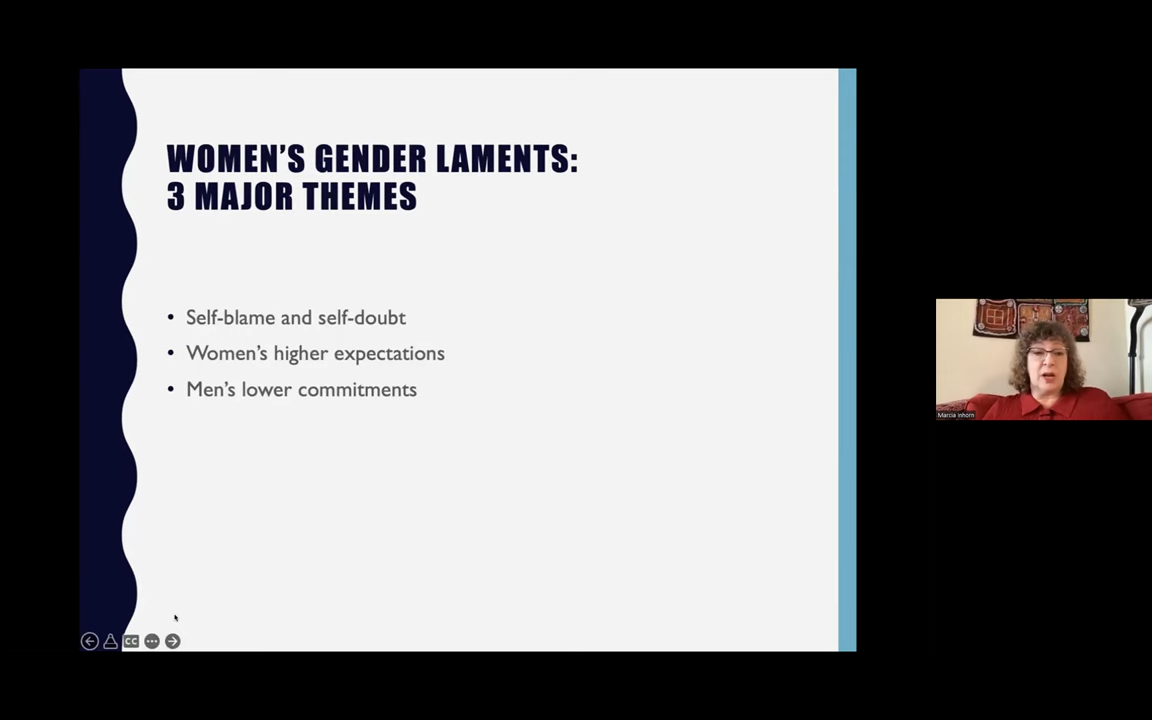 WOMEN'S GENDER LAMENTS:
3 MAJOR THEMES
• Self-blame and self-doubt
• Women's higher expectations
• Men's lower commitments
CC
Marcia Inhorn